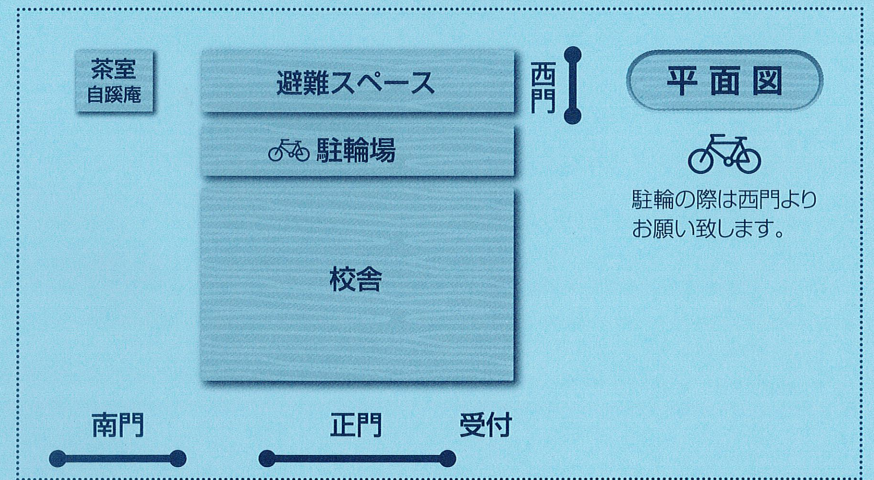 茶室
自蹊庵
避難スペース
西門
平面図
駐輪場
駐輪の際は西門より
お願い致します。
校舎
南門
正門
受付